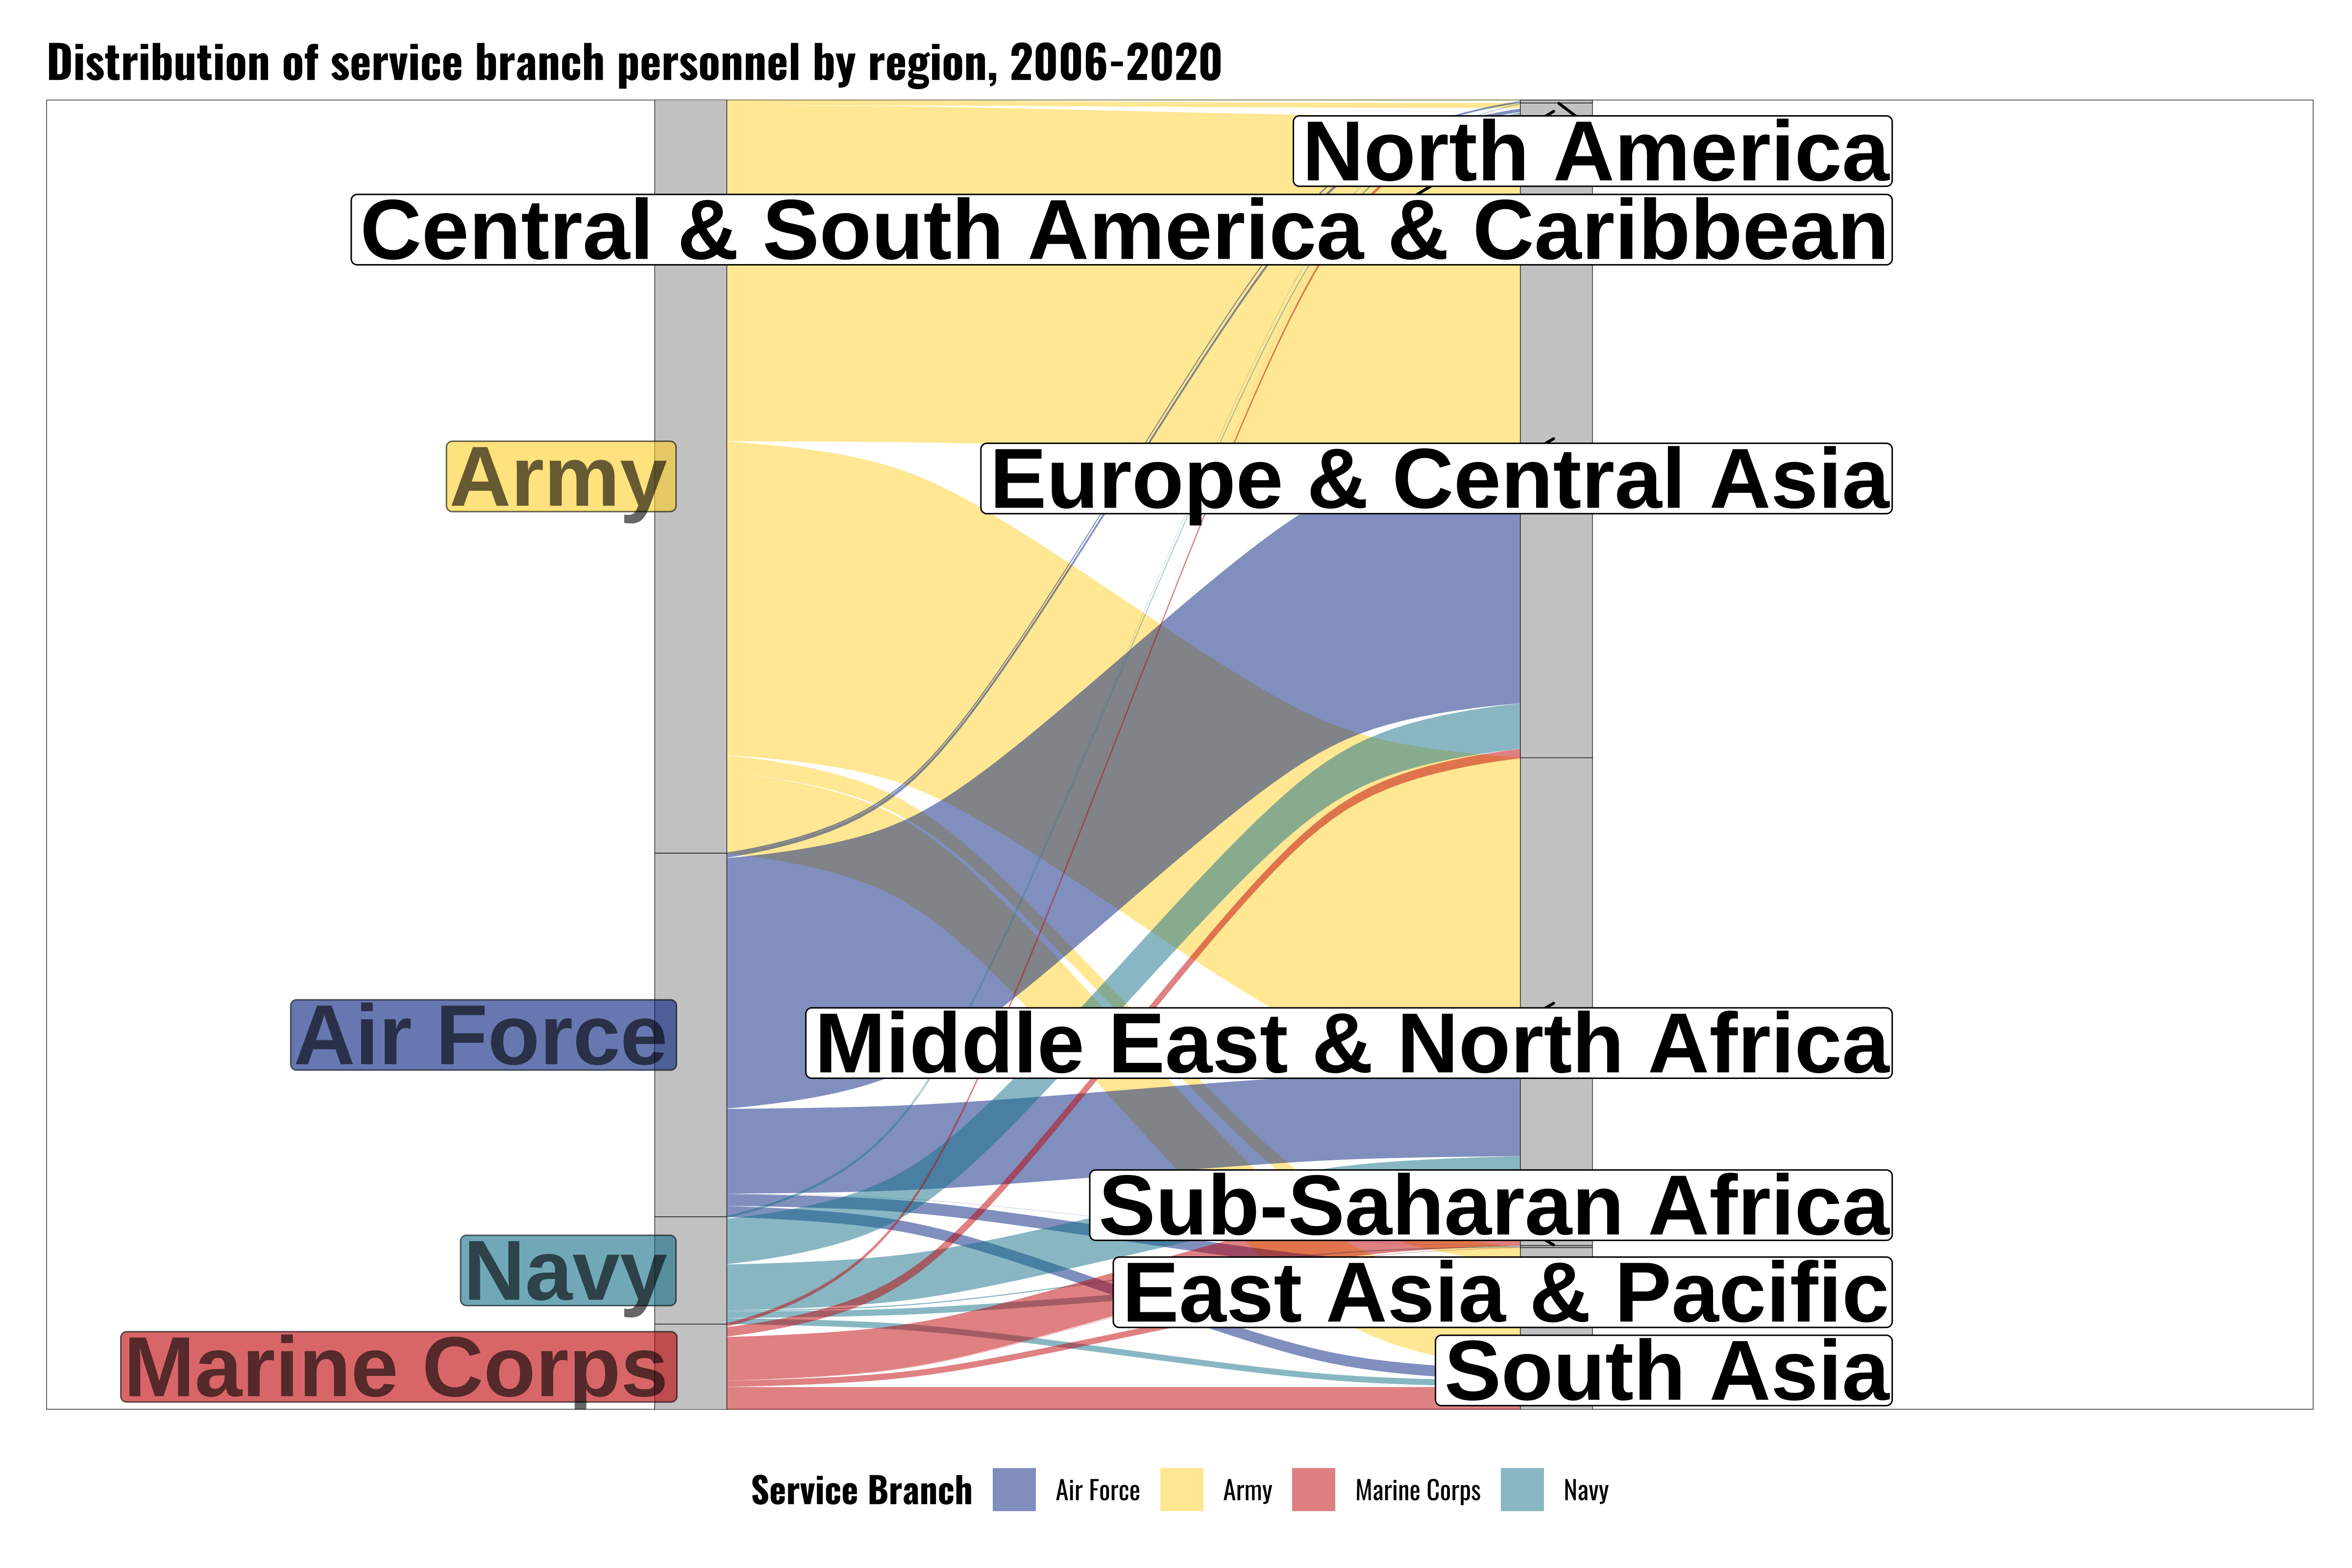 Distribution of service branch personnel by region, 2006-2020
North America
Central & South America & Caribbean
Army
Europe & Central Asia
Air Force
Middle East & North Africa
Sub-Saharan Africa
Navy
East Asia & Pacific
Marine Corps
South Asia
Service Branch Air Force Army Marine Corps Navy